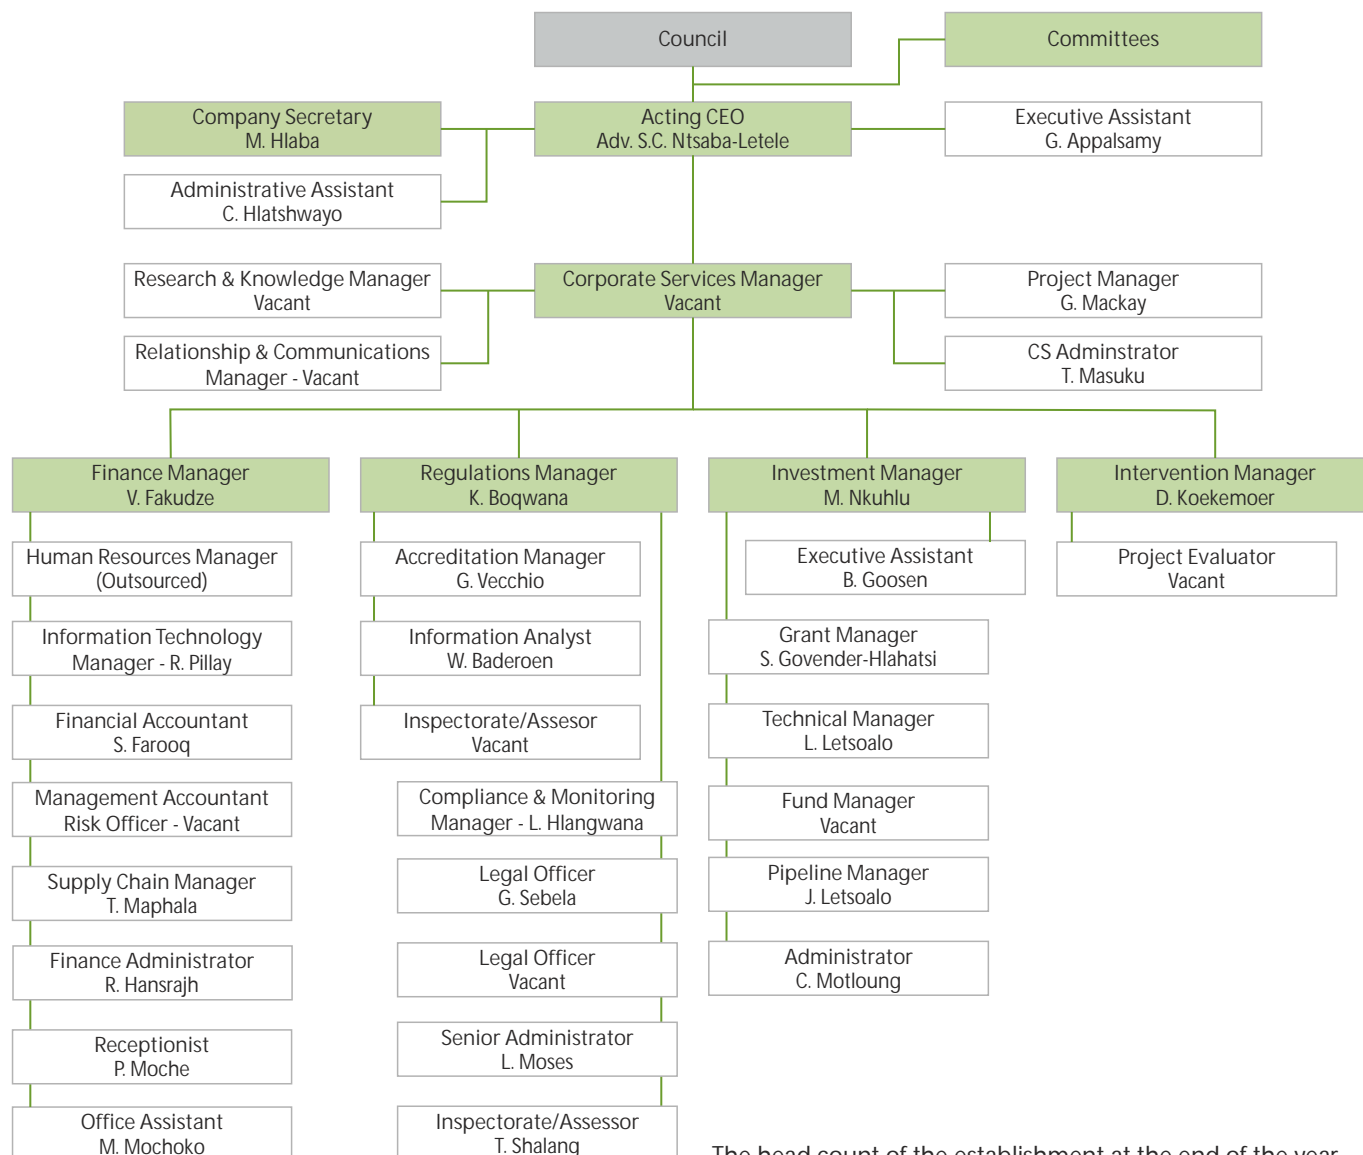 Council
Committees
Company Secretary
M. Hlaba
Acting CEO
Adv. S.C. Ntsaba-Letele
Executive Assistant
G. Appalsamy
Administrative Assistant
C. Hlatshwayo
Research & Knowledge Manager
Vacant
Corporate Services Manager
Vacant
Project Manager
G. Mackay
Relationship & Communications
Manager - Vacant
CS Adminstrator
T. Masuku
Finance Manager
V. Fakudze
Regulations Manager
K. Boqwana
Investment Manager
M. Nkuhlu
Intervention Manager
D. Koekemoer
Human Resources Manager
(Outsourced)
Information Technology
Manager - R. Pillay
Financial Accountant
S. Farooq
Management Accountant
Risk Officer - Vacant
Supply Chain Manager
T. Maphala
Finance Administrator
R. Hansrajh
Receptionist
P. Moche
Office Assistant
M. Mochoko
Accreditation Manager
G. Vecchio
Information Analyst
W. Baderoen
Inspectorate/Assesor
Vacant
Compliance & Monitoring
Manager - L. Hlangwana
Legal Officer
G. Sebela
Legal Officer
Vacant
Senior Administrator
L. Moses
Inspectorate/Assessor
T. Shalang
Executive Assistant
B. Goosen
Grant Manager
S. Govender-Hlahatsi
Technical Manager
L. Letsoalo
Fund Manager
Vacant
Pipeline Manager
J. Letsoalo
Administrator
C. Motloung
Project Evaluator
Vacant
The head count of the establishment at the end of the year